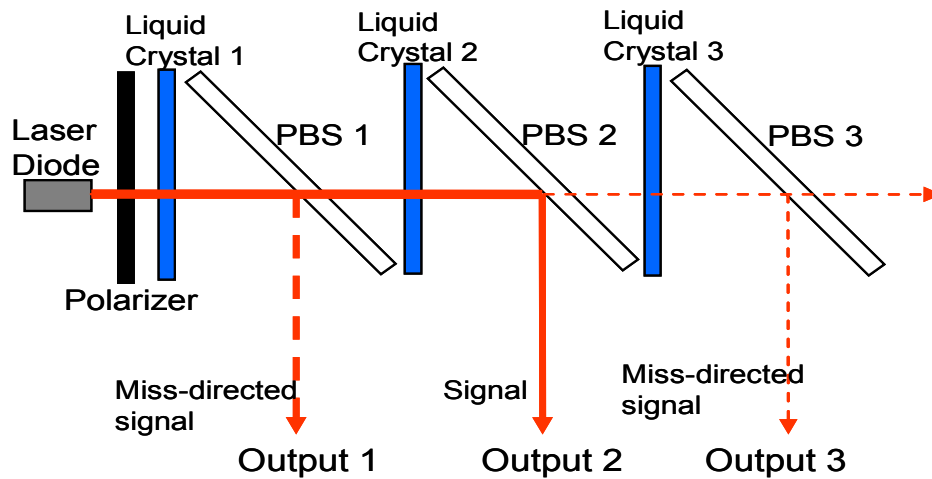 Liquid
Crystal 1
Liquid
Crystal 2
Liquid
Crystal 3
Laser
Diode
PBS 1
PBS 2
PBS 3
Polarizer
Miss-directed
signal
Signal
Miss-directed
signal
Output 1
Output 2
Output 3